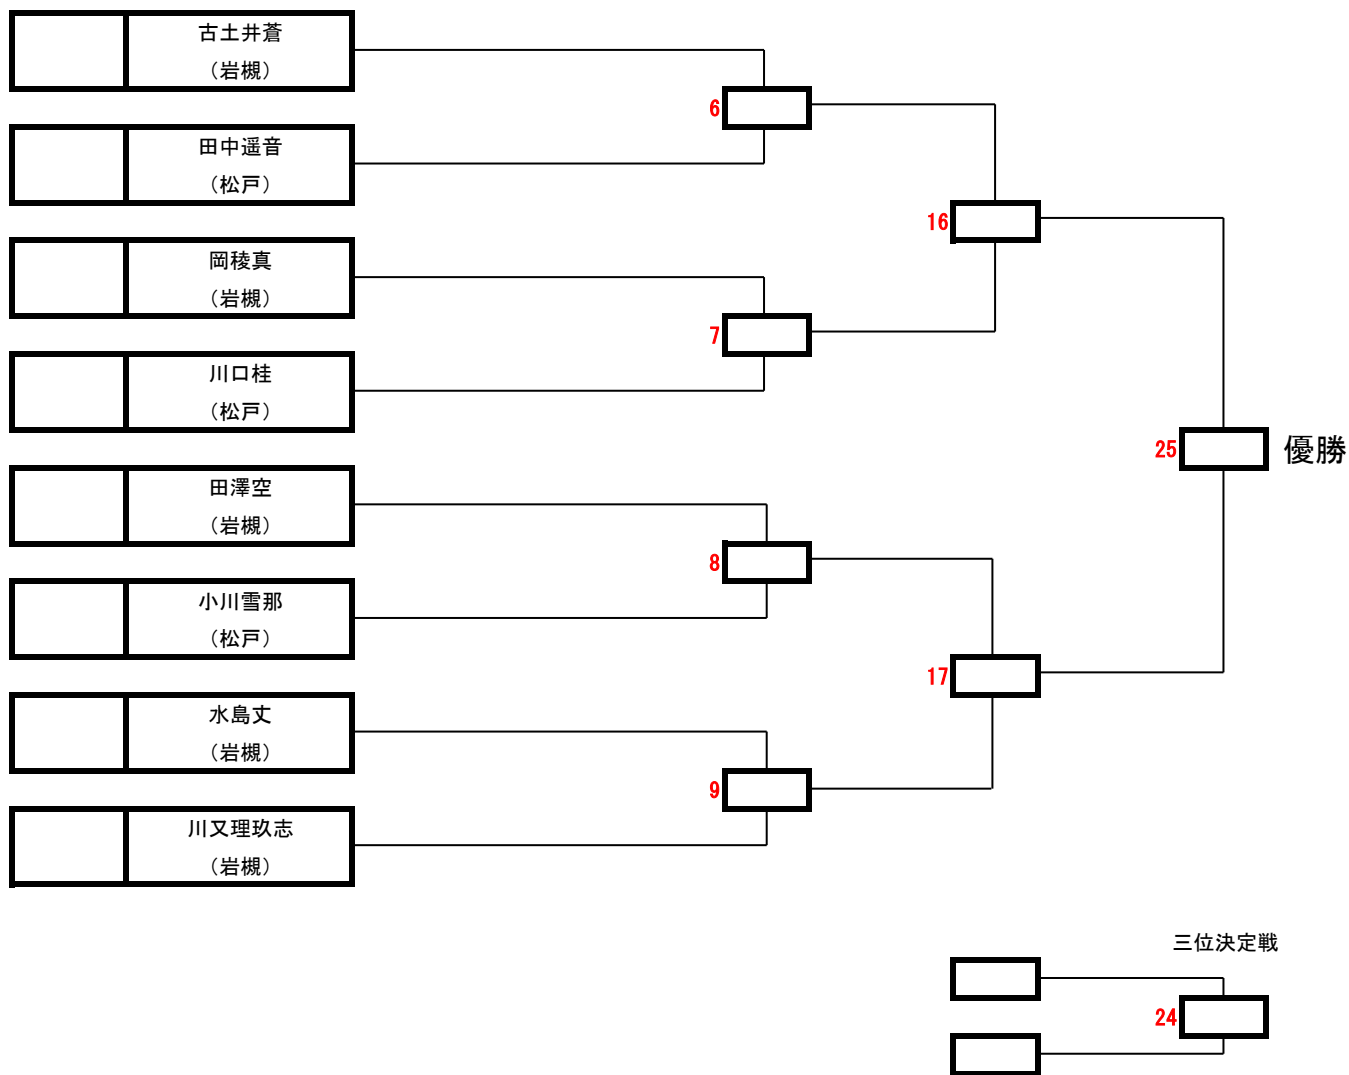 古土井蒼
（岩槻）
6
田中遥音
（松戸）
16
岡稜真
（岩槻）
7
川口桂
（松戸）
25
優勝
田澤空
（岩槻）
8
小川雪那
（松戸）
17
水島丈
（岩槻）
9
川又理玖志
（岩槻）
三位決定戦
24